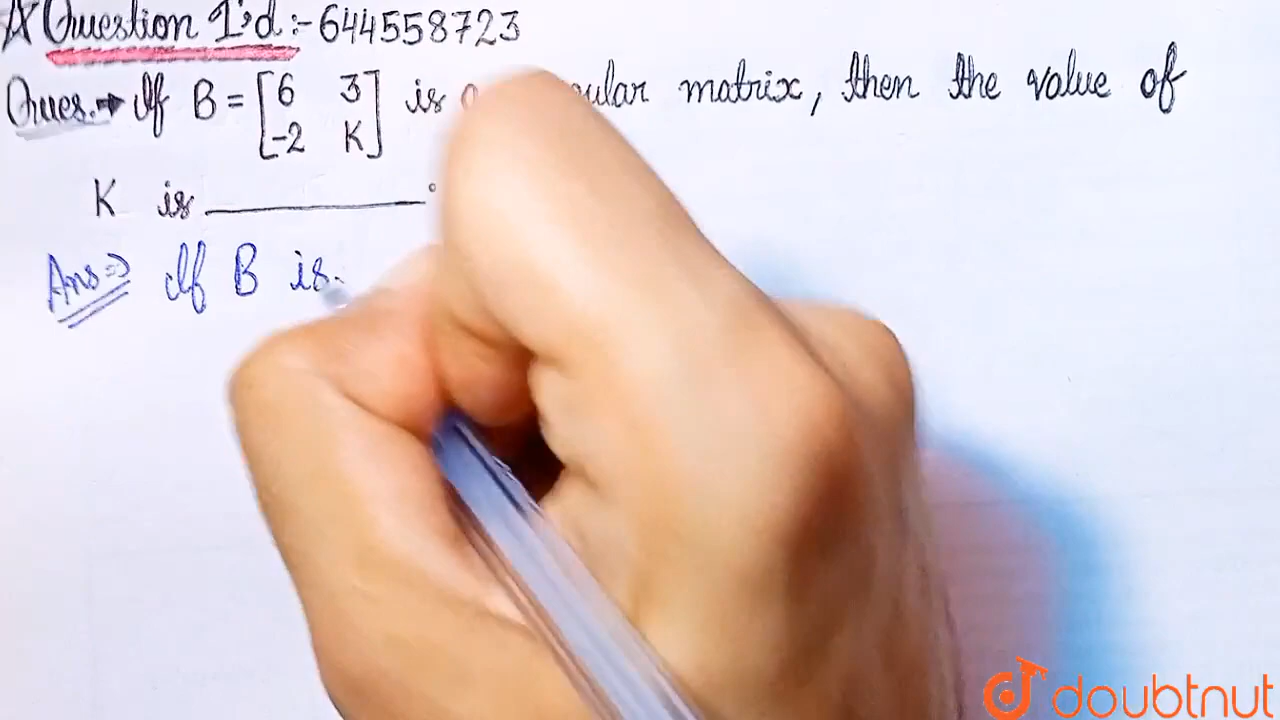 Question I'd :- 644558723
Ques. → If B = [6 3] is matrix, then the value of
[-2 K]
K is ________.
Ans ⇒ If B is
doubtnut